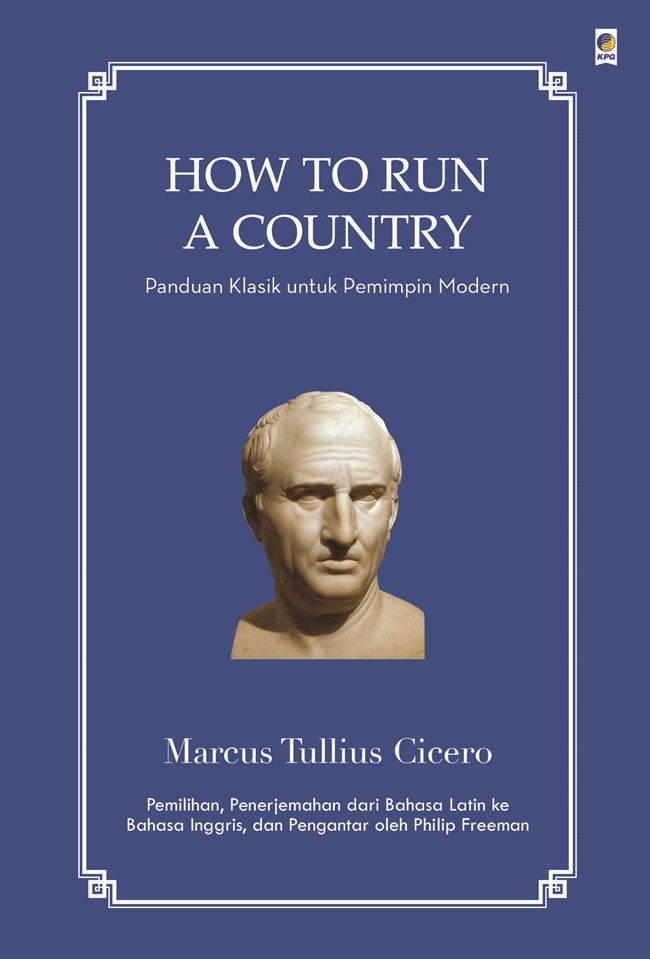 KPG
HOW TO RUN
A COUNTRY
Panduan Klasik untuk Pemimpin Modern
Marcus Tullius Cicero
Pemilihan, Penerjemahan dari Bahasa Latin ke
Bahasa Inggris, dan Pengantar oleh Philip Freeman